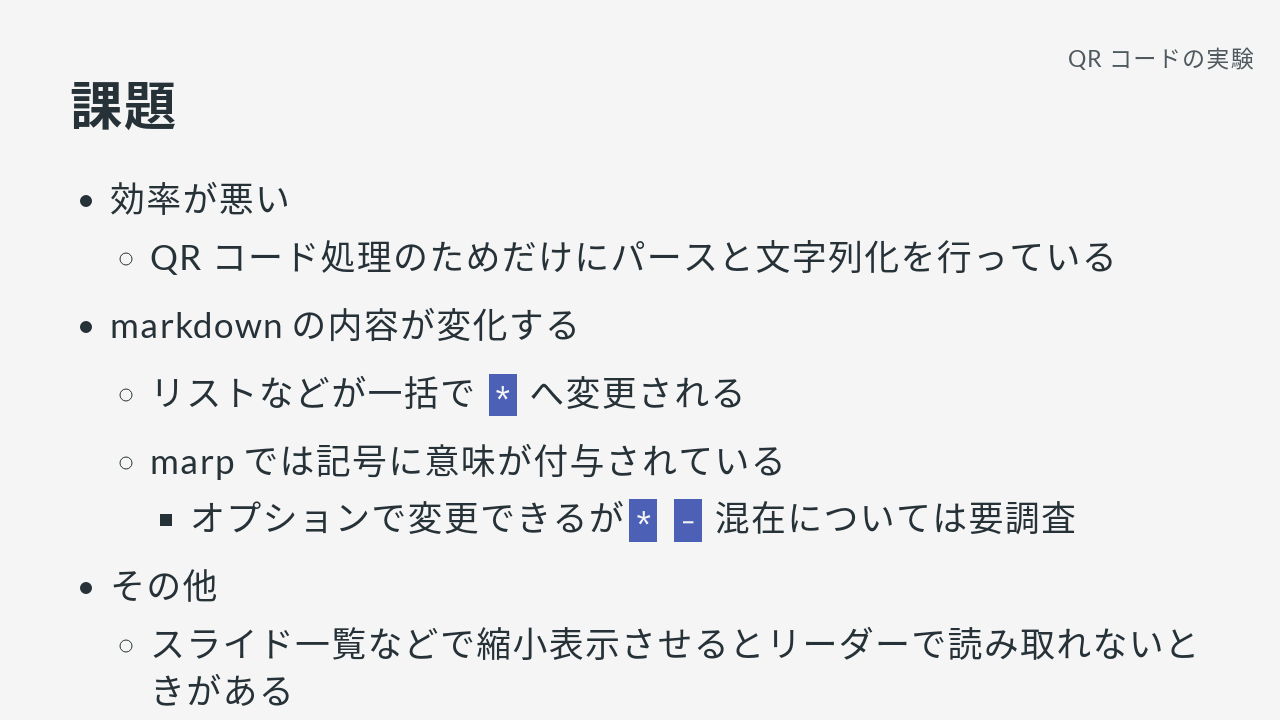 QR コードの実験
課題
• 効率が悪い
○ QR コード処理のためだけにパースと文字列化を行っている
• markdown の内容が変化する
○ リストなどが一括で * へ変更される
○ marp では記号に意味が付与されている
■ オプションで変更できるが * - 混在については要調査
• その他
○ スライド一覧などで縮小表示させるとリーダーで読み取れないと
きがある